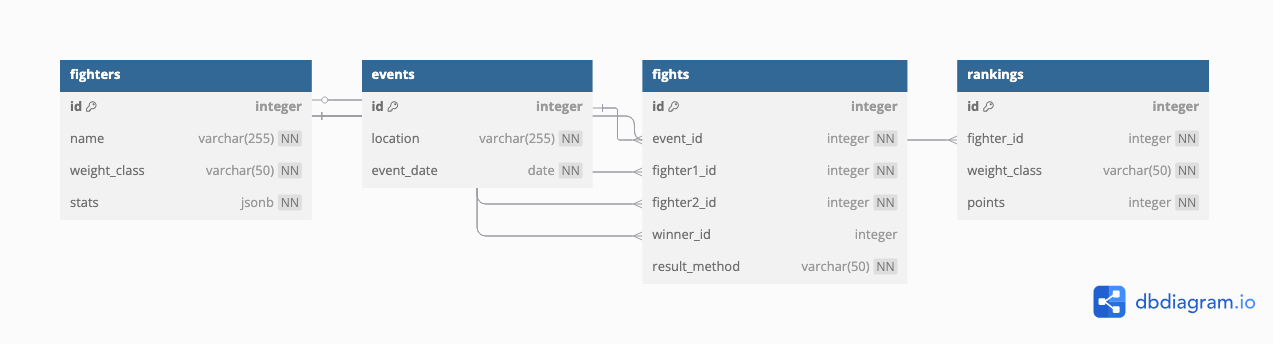 fighters
id integer
name varchar(255) NN
weight_class varchar(50) NN
stats jsonb NN
events
id integer
location varchar(255) NN
event_date date NN
fights
id integer
event_id integer NN
fighter1_id integer NN
fighter2_id integer NN
winner_id integer
result_method varchar(50) NN
rankings
id integer
fighter_id integer NN
weight_class varchar(50) NN
points integer NN
dbdiagram.io